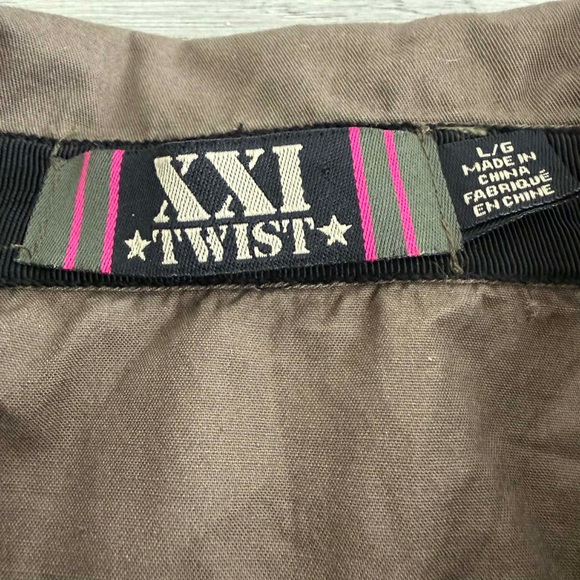 XXI
★TWIST★
L/G
MADE IN
CHINA
FABRIQUÉ
EN CHINE